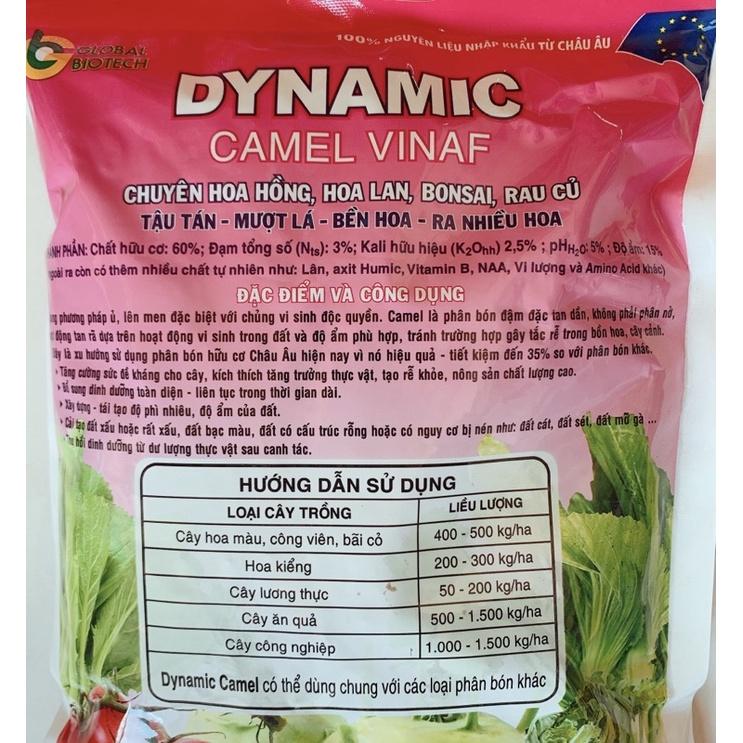 GLOBAL
BIOTECH
100% NGUYÊN LIỆU NHẬP KHẨU TỪ CHÂU ÂU
DYNAMIC
CAMEL VINAF
CHUYÊN HOA HỒNG, HOA LAN, BONSAI, RAU CỦ
TẬU TÁN - MƯỢT LÁ - BỀN HOA - RA NHIỀU HOA
PHẦN: Chất hữu cơ: 60%; Đạm tổng số (Nts): 3%; Kali hữu hiệu (K2Ohh) 2,5% ; pHH2O: 5% ; Độ ẩm: 15%
ra còn có thêm nhiều chất tự nhiên như: Lân, axit Humic, Vitamin B, NAA, Vi lượng và Amino Acid khác)
ĐẶC ĐIỂM VÀ CÔNG DỤNG
phương pháp ủ, lên men đặc biệt với chủng vi sinh độc quyền. Camel là phân bón đậm đặc tan dần, không phải phân nở,
động tan rã dựa trên hoạt động vi sinh trong đất và độ ẩm phù hợp, tránh trường hợp gây tắc rễ trong bồn hoa, cây cảnh.
là xu hướng sử dụng phân bón hữu cơ Châu Âu hiện nay vì nó hiệu quả - tiết kiệm đến 35% so với phân bón khác.
Tăng cường sức đề kháng cho cây, kích thích tăng trưởng thực vật, tạo rễ khỏe, nông sản chất lượng cao.
sung dinh dưỡng toàn diện - liên tục trong thời gian dài.
Xây dựng - tái tạo độ phì nhiêu, độ ẩm của đất.
Cải tạo đất xấu hoặc rất xấu, đất bạc màu, đất có cấu trúc rỗng hoặc có nguy cơ bị nén như: đất cát, đất sét, đất mỡ gà ...
hồi dinh dưỡng từ dư lượng thực vật sau canh tác.
HƯỚNG DẪN SỬ DỤNG
LOẠI CÂY TRỒNG LIỀU LƯỢNG
Cây hoa màu, công viên, bãi cỏ 400 - 500 kg/ha
Hoa kiểng 200 - 300 kg/ha
Cây lương thực 50 - 200 kg/ha
Cây ăn quả 500 - 1.500 kg/ha
Cây công nghiệp 1.000 - 1.500 kg/ha
Dynamic Camel có thể dùng chung với các loại phân bón khác